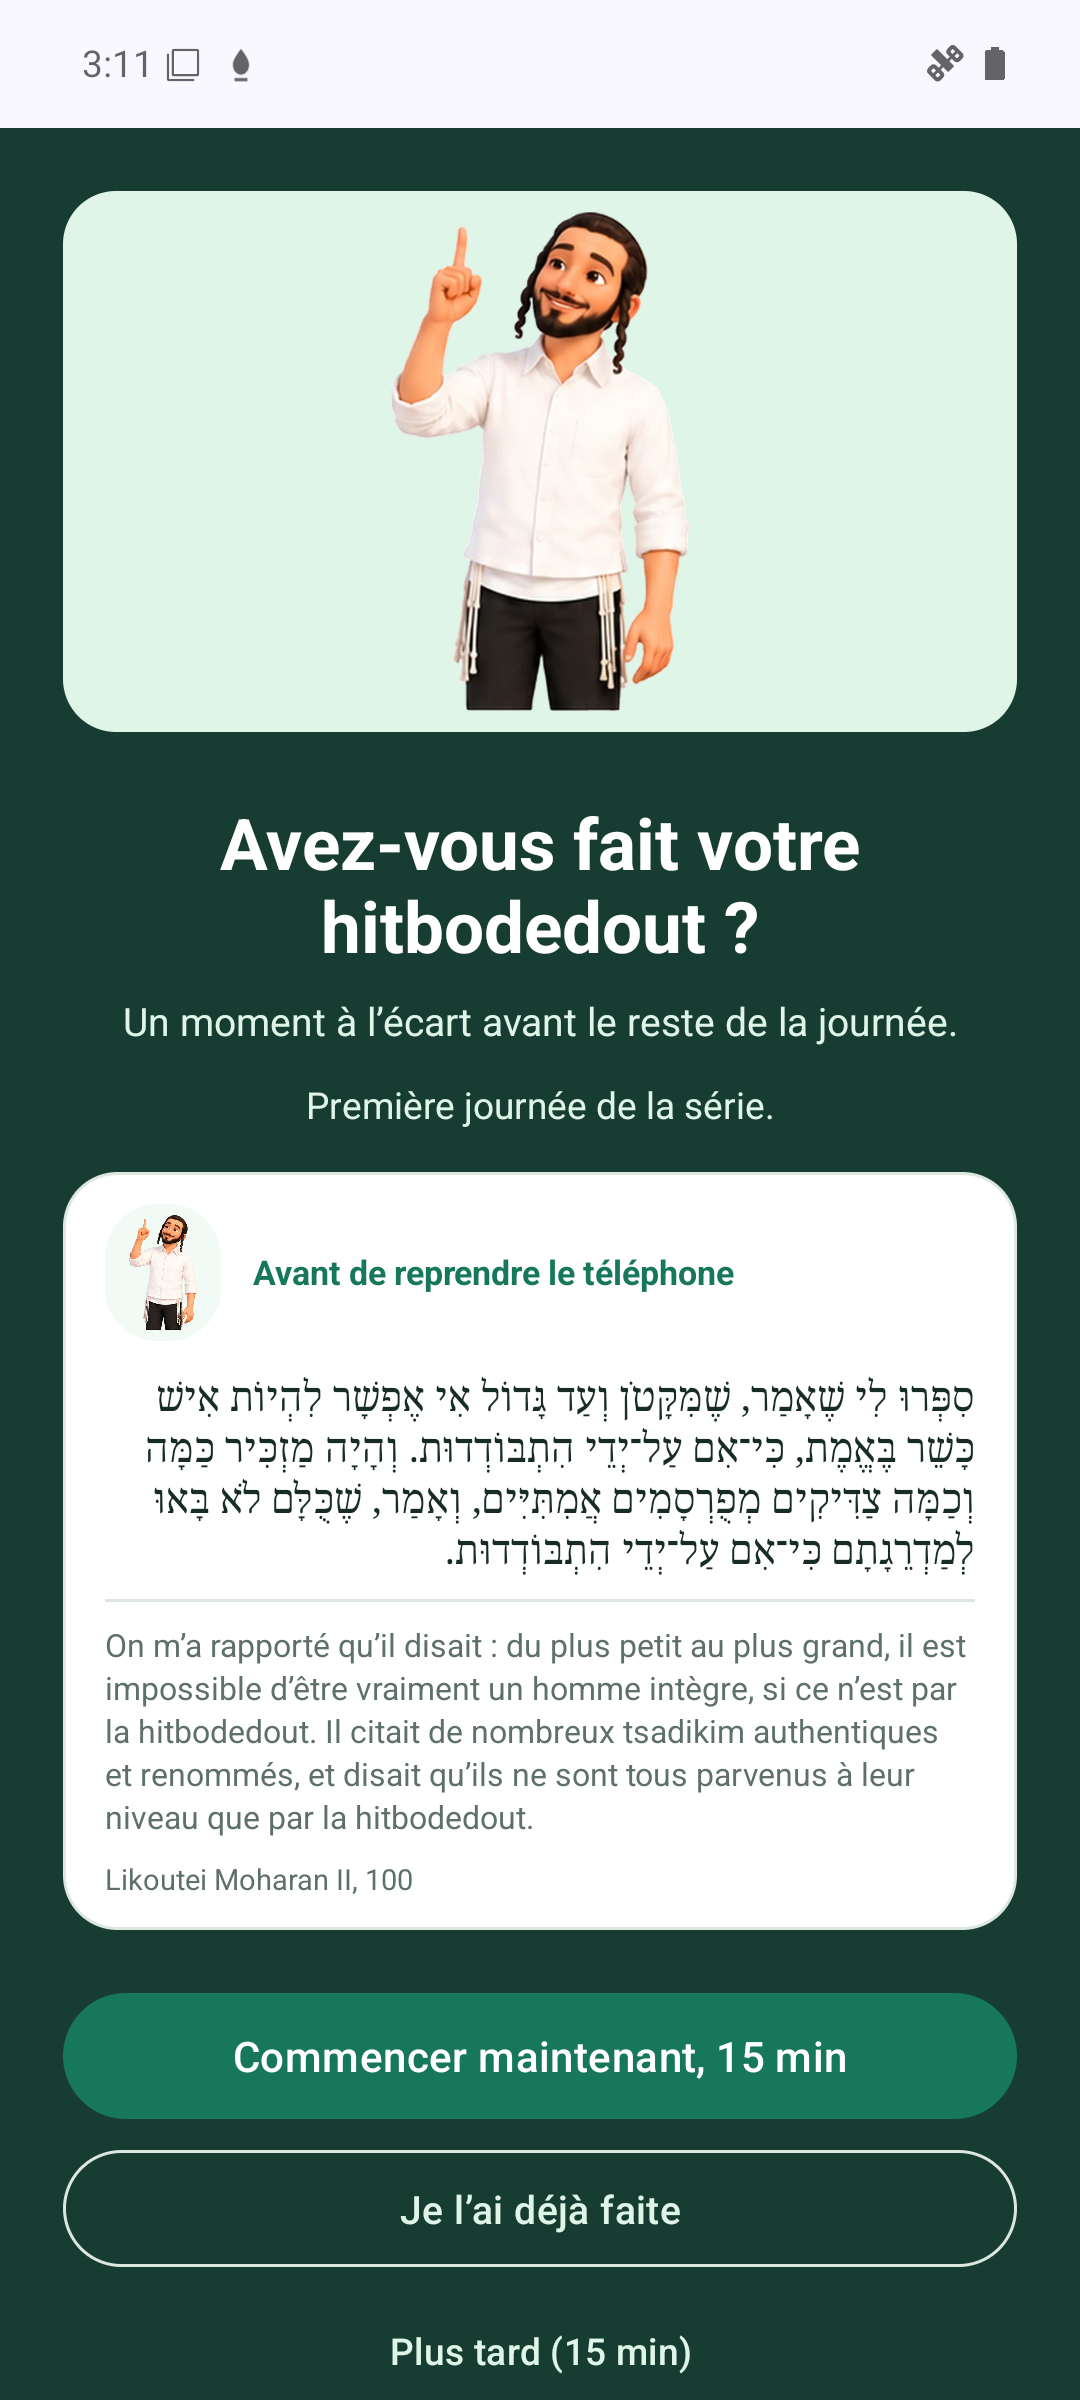 3:11
Avez-vous fait votre
hitbodedout ?
Un moment à l’écart avant le reste de la journée.
Première journée de la série.
Avant de reprendre le téléphone
סִפְּרוּ לִי שֶׁאָמַר, שֶׁמִּקָּטֹן וְעַד גָּדוֹל אִי אֶפְשָׁר לִהְיוֹת אִישׁ
כָּשֵׁר בֶּאֱמֶת, כִּי־אִם עַל־יְדֵי הִתְבּוֹדְדוּת. וְהָיָה מַזְכִּיר כַּמָּה
וְכַמָּה צַדִּיקִים מְפֻרְסָמִים אֲמִתִּיִּים, וְאָמַר, שֶׁכֻּלָּם לֹא בָּאוּ
לְמַדְרֵגָתָם כִּי־אִם עַל־יְדֵי הִתְבּוֹדְדוּת.
On m’a rapporté qu’il disait : du plus petit au plus grand, il est
impossible d’être vraiment un homme intègre, si ce n’est par
la hitbodedout. Il citait de nombreux tsadikim authentiques
et renommés, et disait qu’ils ne sont tous parvenus à leur
niveau que par la hitbodedout.
Likoutei Moharan II, 100
Commencer maintenant, 15 min
Je l’ai déjà faite
Plus tard (15 min)